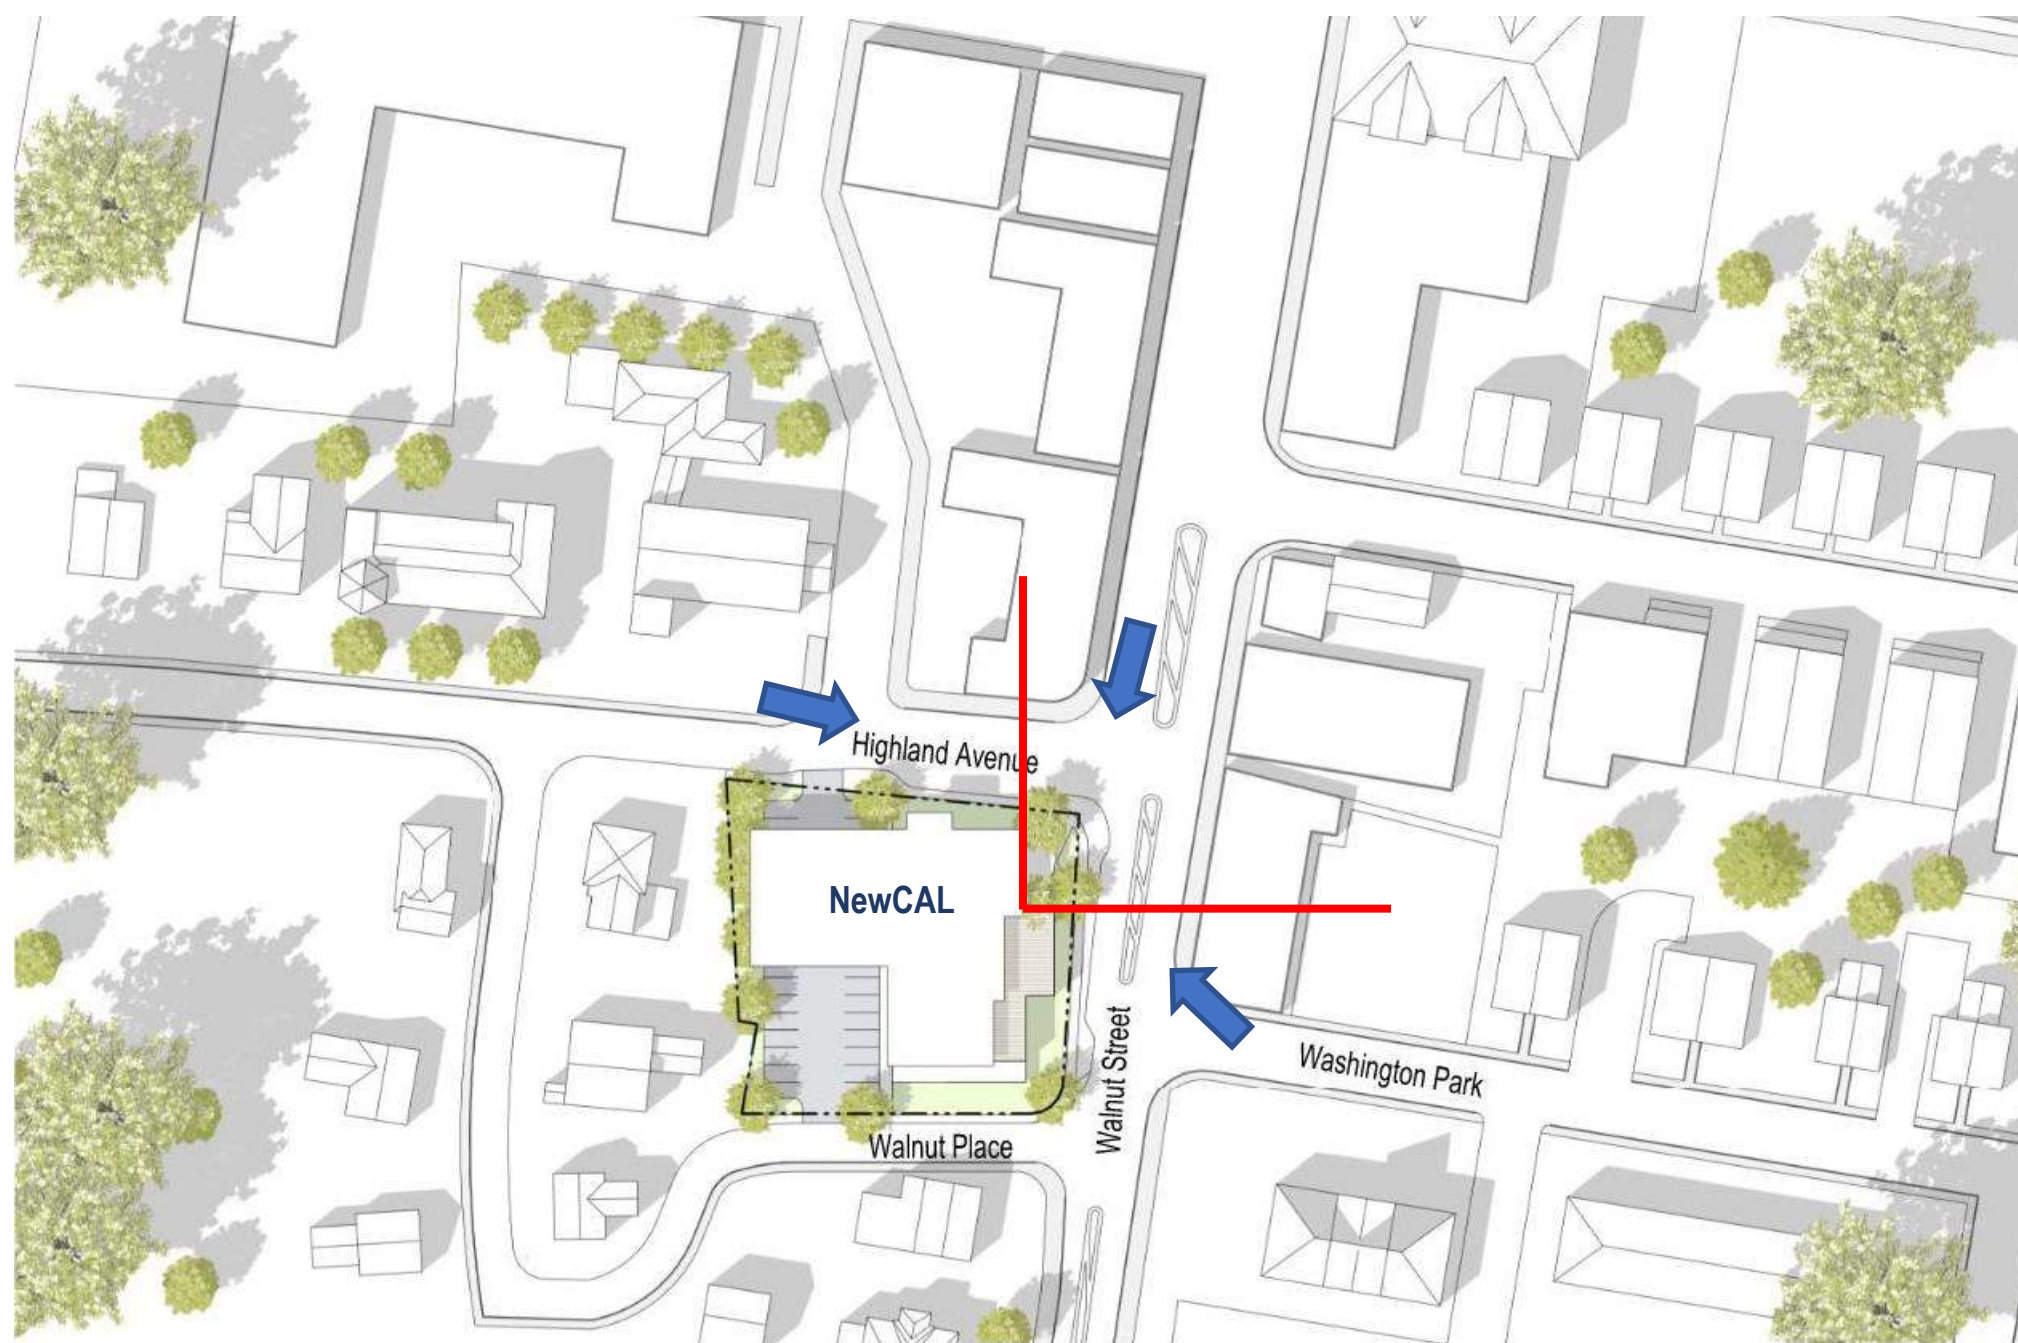 Highland Avenue
NewCAL
Walnut Street
Washington Park
Walnut Place